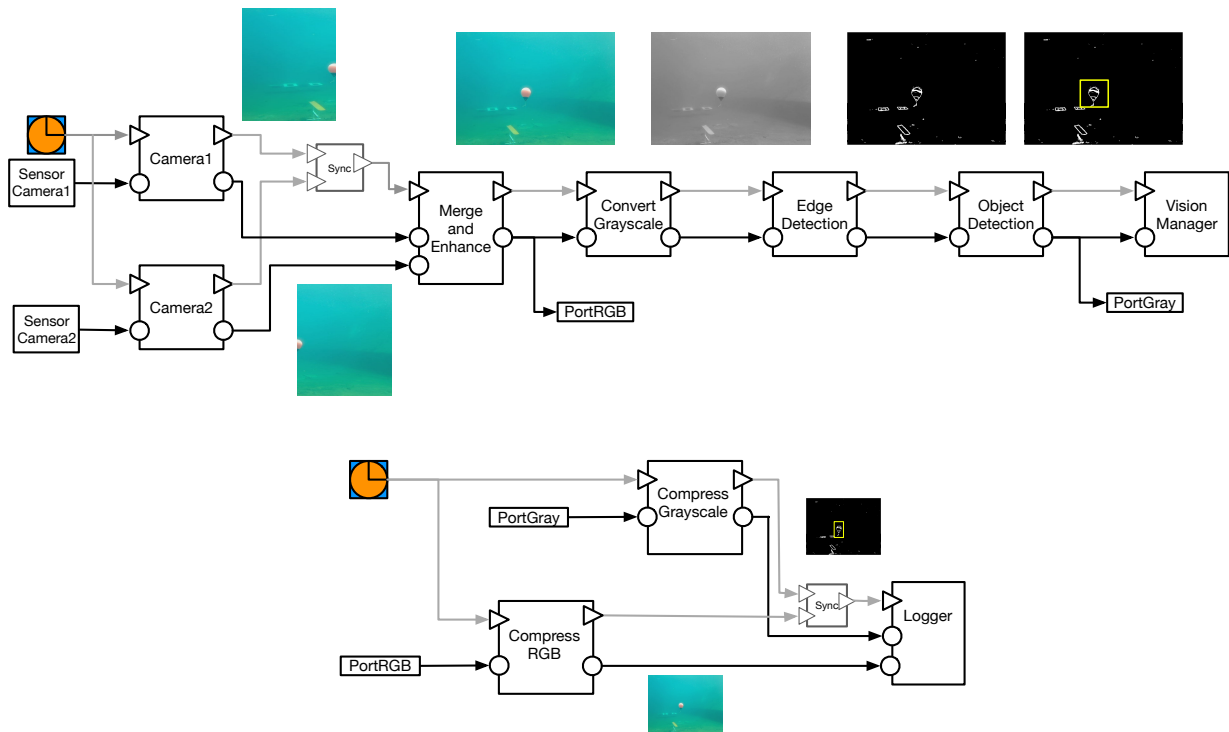 Camera1
Sensor
Camera1
Sync
Merge
and
Enhance
Convert
Grayscale
Edge
Detection
Object
Detection
Vision
Manager
Camera2
Sensor
Camera2
PortRGB
PortGray
Compress
Grayscale
PortGray
Sync
Logger
Compress
RGB
PortRGB